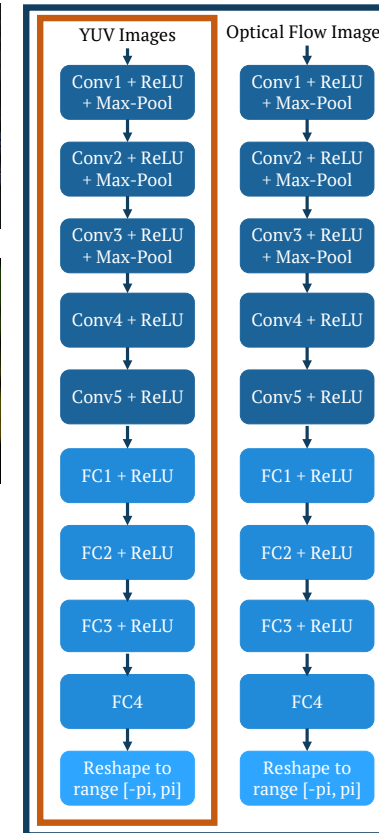 YUV Images
Conv1 + ReLU
+ Max-Pool
Conv2 + ReLU
+ Max-Pool
Conv3 + ReLU
+ Max-Pool
Conv4 + ReLU
Conv5 + ReLU
FC1 + ReLU
FC2 + ReLU
FC3 + ReLU
FC4
Reshape to
range [-pi, pi]
Optical Flow Image
Conv1 + ReLU
+ Max-Pool
Conv2 + ReLU
+ Max-Pool
Conv3 + ReLU
+ Max-Pool
Conv4 + ReLU
Conv5 + ReLU
FC1 + ReLU
FC2 + ReLU
FC3 + ReLU
FC4
Reshape to
range [-pi, pi]